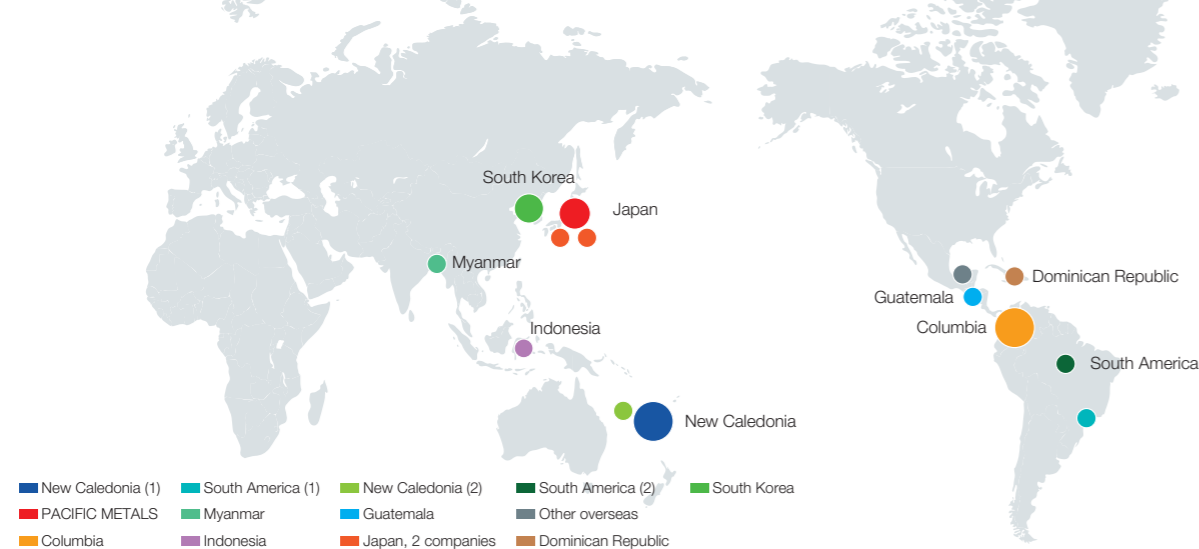 South Korea
Japan
Myanmar
Dominican Republic
Guatemala
Columbia
Indonesia
South America
New Caledonia
New Caledonia (1) South America (1) New Caledonia (2) South America (2) South Korea
PACIFIC METALS Myanmar Guatemala Other overseas
Columbia Indonesia Japan, 2 companies Dominican Republic